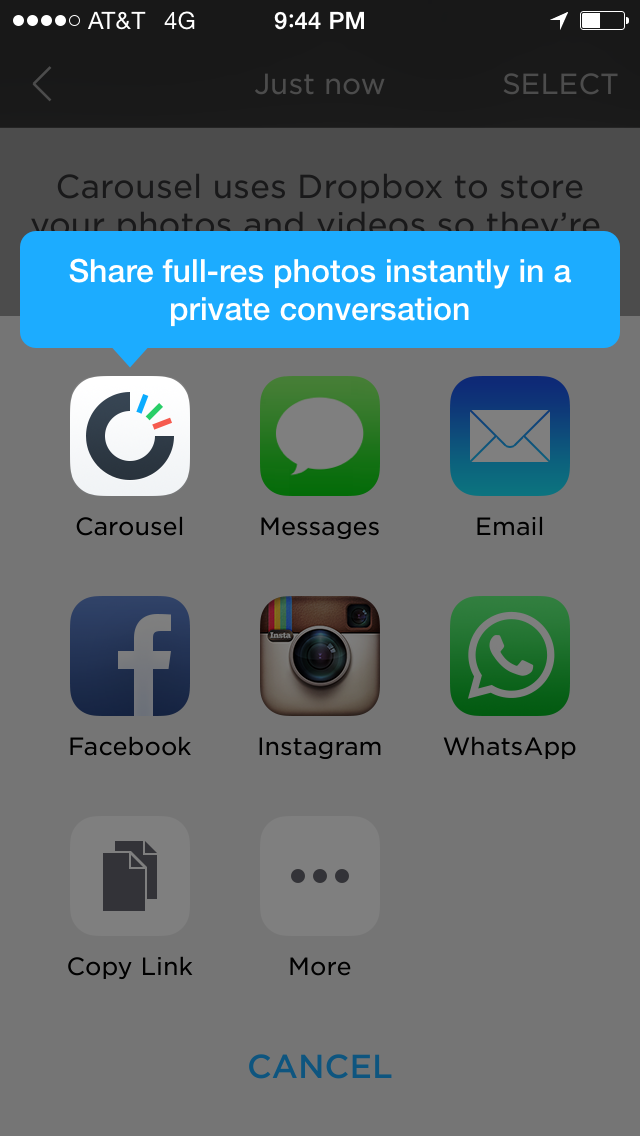 AT&T 4G 9:44 PM
Just now SELECT
Carousel uses Dropbox to store
your photos and videos so they're
Share full-res photos instantly in a
private conversation
Carousel Messages Email
Insta
Facebook Instagram WhatsApp
Copy Link More
CANCEL